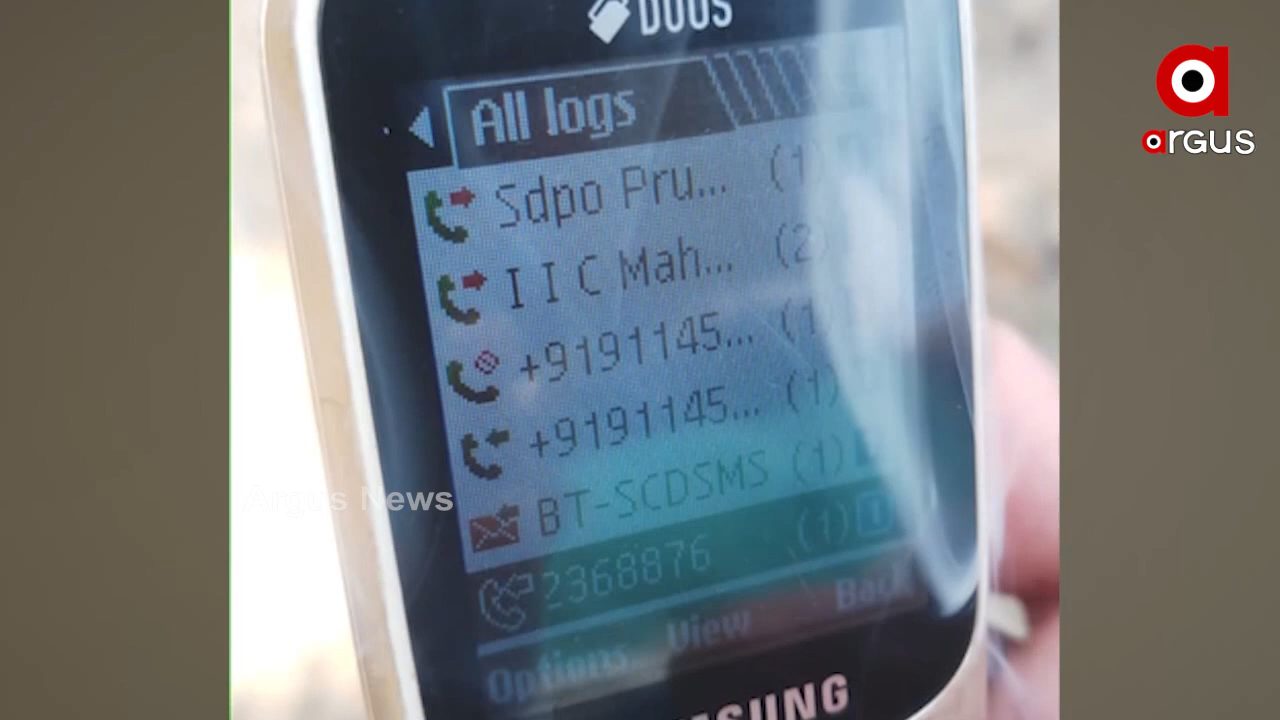 DUOS
argus
All logs
Sdpo Pru... (1)
I I C Mah... (2)
+9191145... (1)
+9191145... (1)
Argus News
BT-SCDSMS (1)
2368876 (1)
Options View Back
SAMSUNG